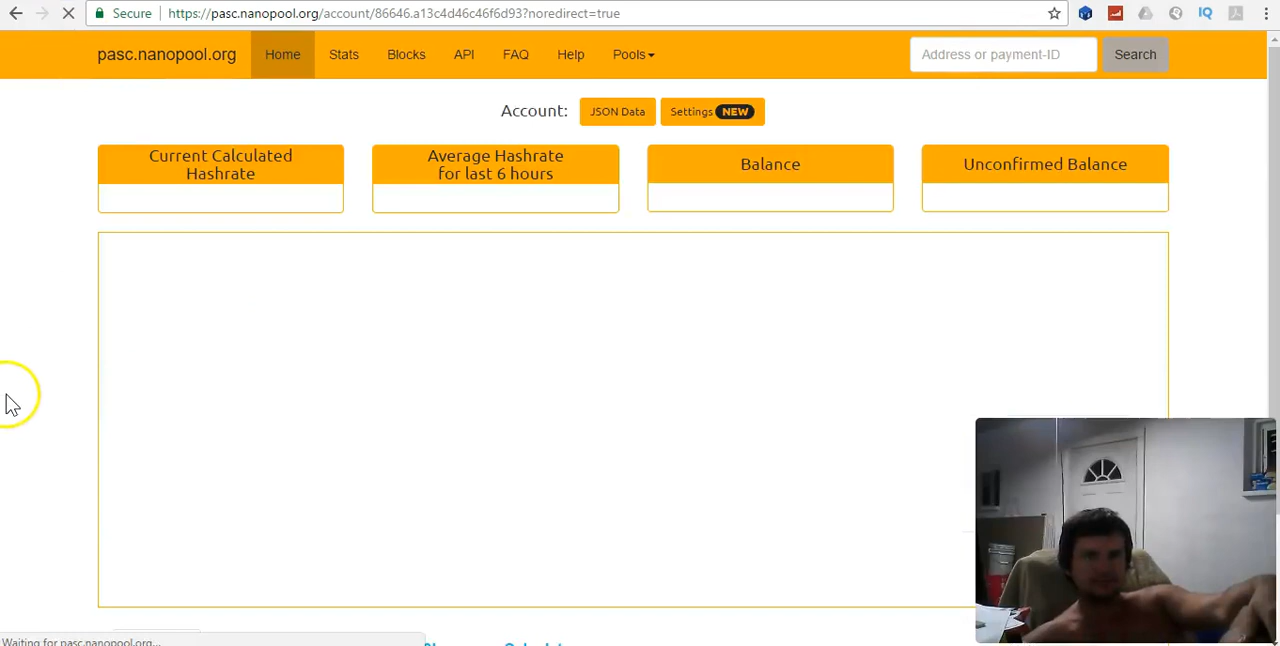 Secure https://pasc.nanopool.org/account/86646.a13c4d46c46f6d93?noredirect=true
pasc.nanopool.org Home Stats Blocks API FAQ Help Pools Address or payment-ID Search
Account: JSON Data Settings NEW
Current Calculated
Hashrate
Average Hashrate
for last 6 hours
Balance
Unconfirmed Balance
Waiting for pasc.nanopool.org...